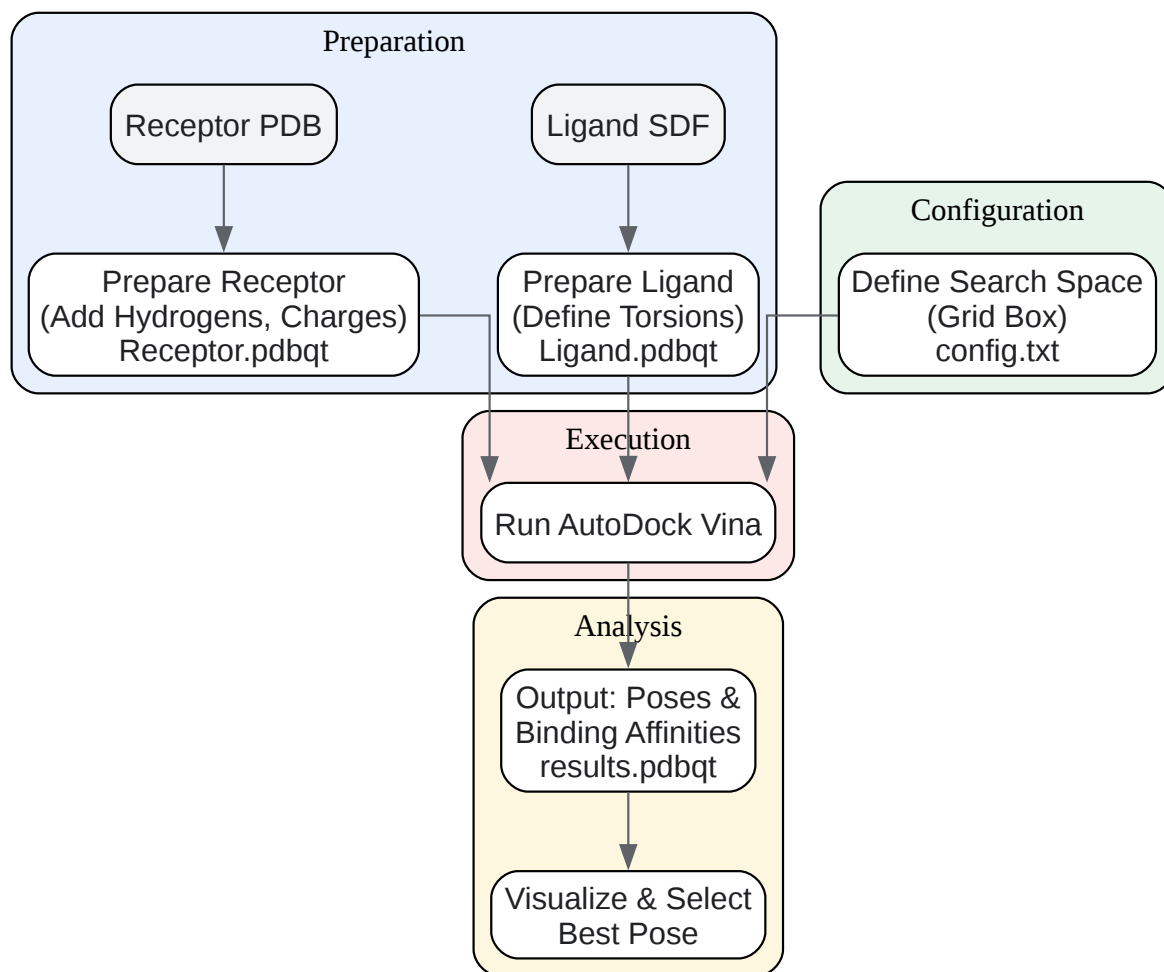 Preparation
Receptor PDB
Ligand SDF
Configuration
Prepare Receptor
(Add Hydrogens, Charges)
Receptor.pdbqt
Prepare Ligand
(Define Torsions)
Ligand.pdbqt
Define Search Space
(Grid Box)
config.txt
Execution
Run AutoDock Vina
Analysis
Output: Poses &
Binding Affinities
results.pdbqt
Visualize & Select
Best Pose